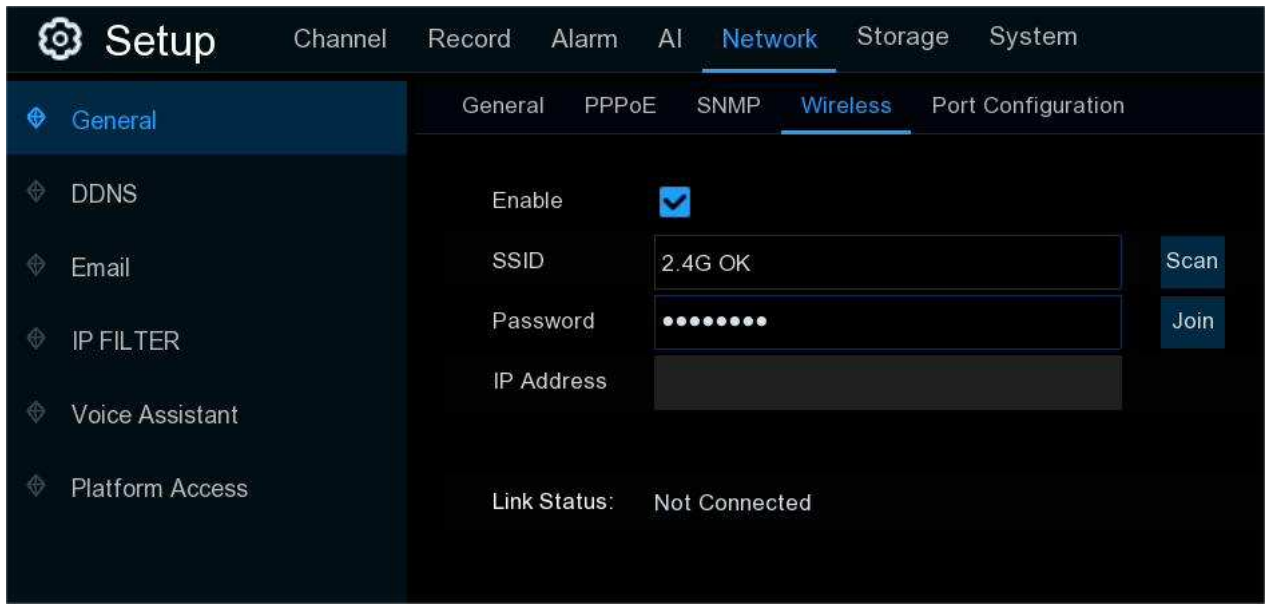 Setup Channel Record Alarm AI Network Storage System
General PPPoE SNMP Wireless Port Configuration
General
DDNS
Email
IP FILTER
Voice Assistant
Platform Access
Enable
SSID 2.4G OK Scan
Password •••••••• Join
IP Address
Link Status: Not Connected